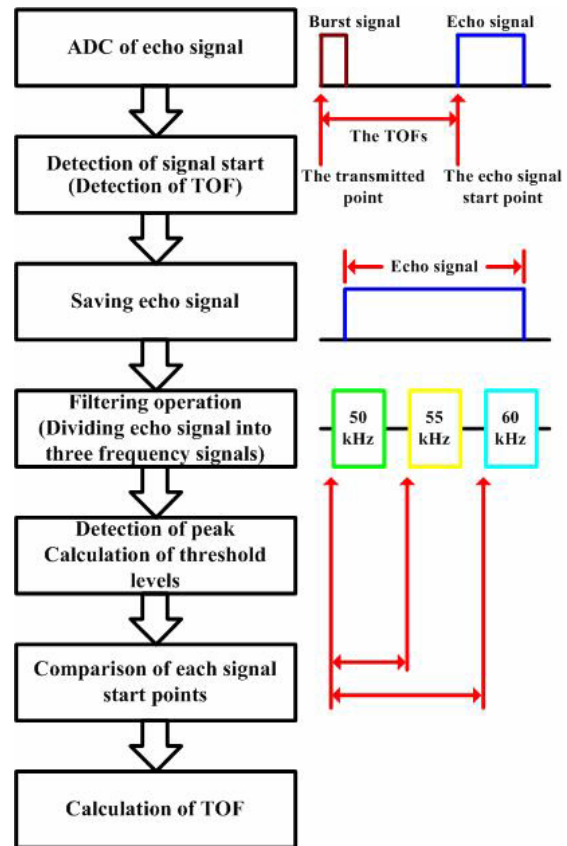 ADC of echo signal
Detection of signal start
(Detection of TOF)
Saving echo signal
Filtering operation
(Dividing echo signal into
three frequency signals)
Detection of peak
Calculation of threshold
levels
Comparison of each signal
start points
Calculation of TOF
Burst signal
Echo signal
The TOFs
The transmitted
point
The echo signal
start point
Echo signal
50
kHz
55
kHz
60
kHz